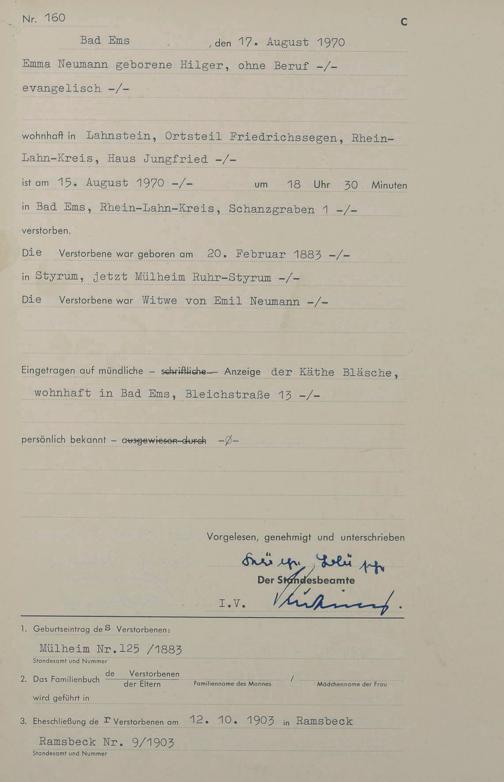 Nr. 160
C
Bad Ems , den 17. August 1970
Emma Neumann geborene Hilger, ohne Beruf -/-
evangelisch -/-
wohnhaft in Lahnstein, Ortsteil Friedrichssegen, Rhein-
Lahn-Kreis, Haus Jungfried -/-
ist am 15. August 1970 -/- um 18 Uhr 30 Minuten
in Bad Ems, Rhein-Lahn-Kreis, Schanzgraben 1 -/-
verstorben.
Die Verstorbene war geboren am 20. Februar 1883 -/-
in Styrum, jetzt Mülheim Ruhr-Styrum -/-
Die Verstorbene war Witwe von Emil Neumann -/-
Eingetragen auf mündliche – schriftliche – Anzeige der Käthe Bläsche,
wohnhaft in Bad Ems, Bleichstraße 13 -/-
persönlich bekannt – ausgewiesen durch -/-
Vorgelesen, genehmigt und unterschrieben
Der Standesbeamte
I.V.
1. Geburtseintrag des Verstorbenen:
Mülheim Nr.125 /1883
Standesamt und Nummer
2. Das Familienbuch de Verstorbenen
der Eltern Familienname des Mannes / Mädchenname der Frau
wird geführt in
3. Eheschließung der Verstorbenen am 12. 10. 1903 in Ramsbeck
Ramsbeck Nr. 9/1903
Standesamt und Nummer